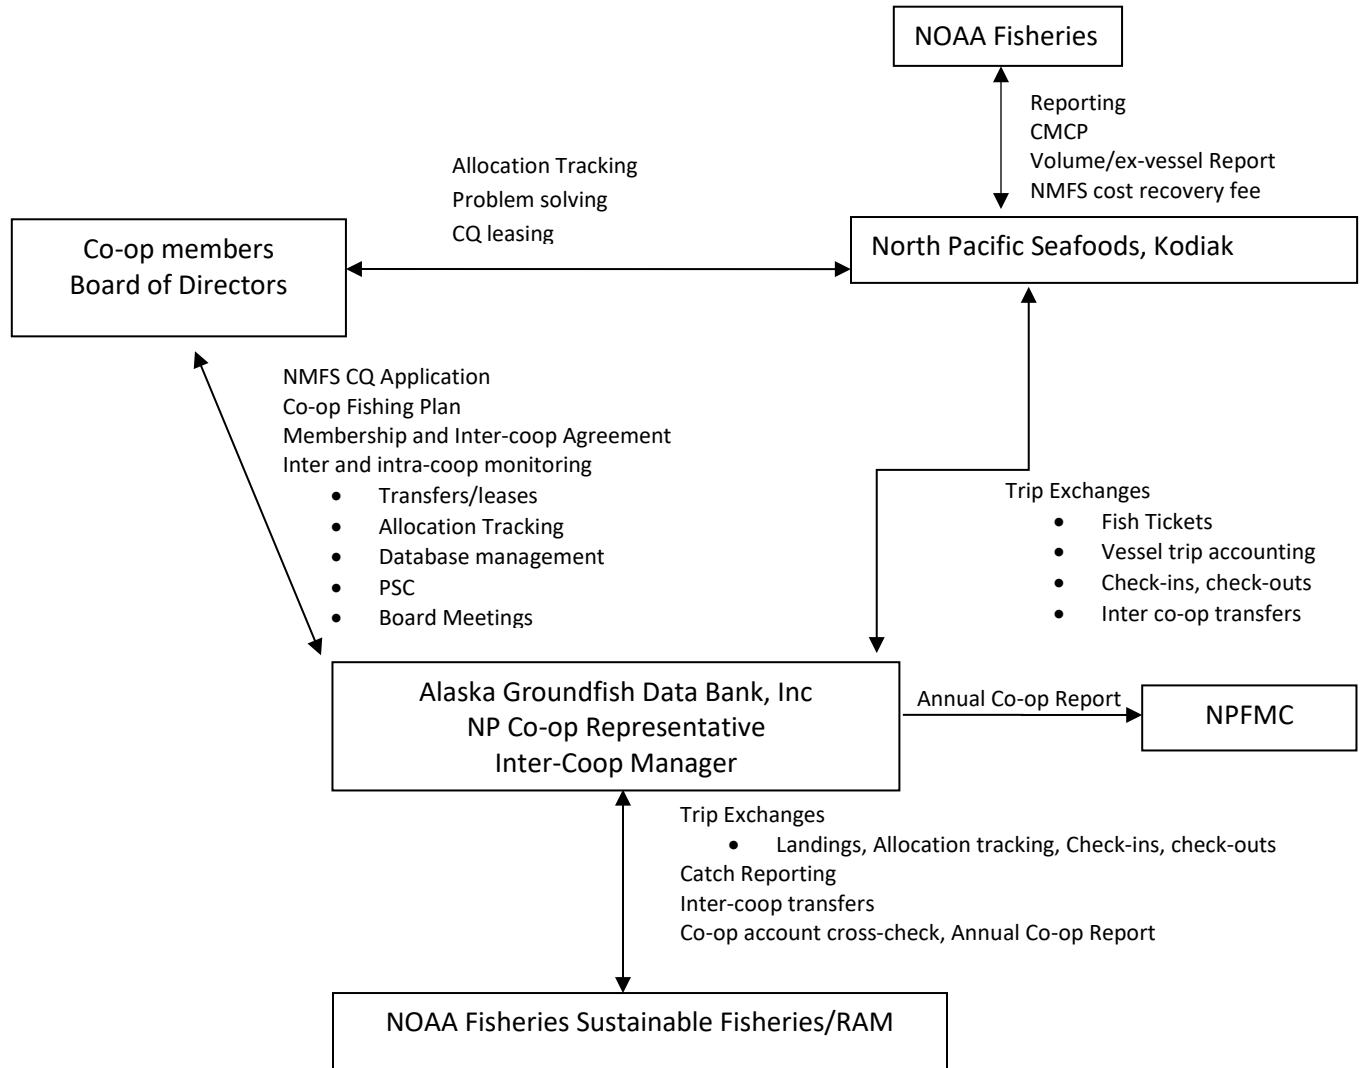 NOAA Fisheries
Reporting
CMCP
Volume/ex-vessel Report
NMFS cost recovery fee
Allocation Tracking
Problem solving
CQ leasing
Co-op members
Board of Directors
North Pacific Seafoods, Kodiak
NMFS CQ Application
Co-op Fishing Plan
Membership and Inter-coop Agreement
Inter and intra-coop monitoring
• Transfers/leases
• Allocation Tracking
• Database management
• PSC
• Board Meetings
Trip Exchanges
• Fish Tickets
• Vessel trip accounting
• Check-ins, check-outs
• Inter co-op transfers
Alaska Groundfish Data Bank, Inc
NP Co-op Representative
Inter-Coop Manager
Annual Co-op Report
NPFMC
Trip Exchanges
• Landings, Allocation tracking, Check-ins, check-outs
Catch Reporting
Inter-coop transfers
Co-op account cross-check, Annual Co-op Report
NOAA Fisheries Sustainable Fisheries/RAM